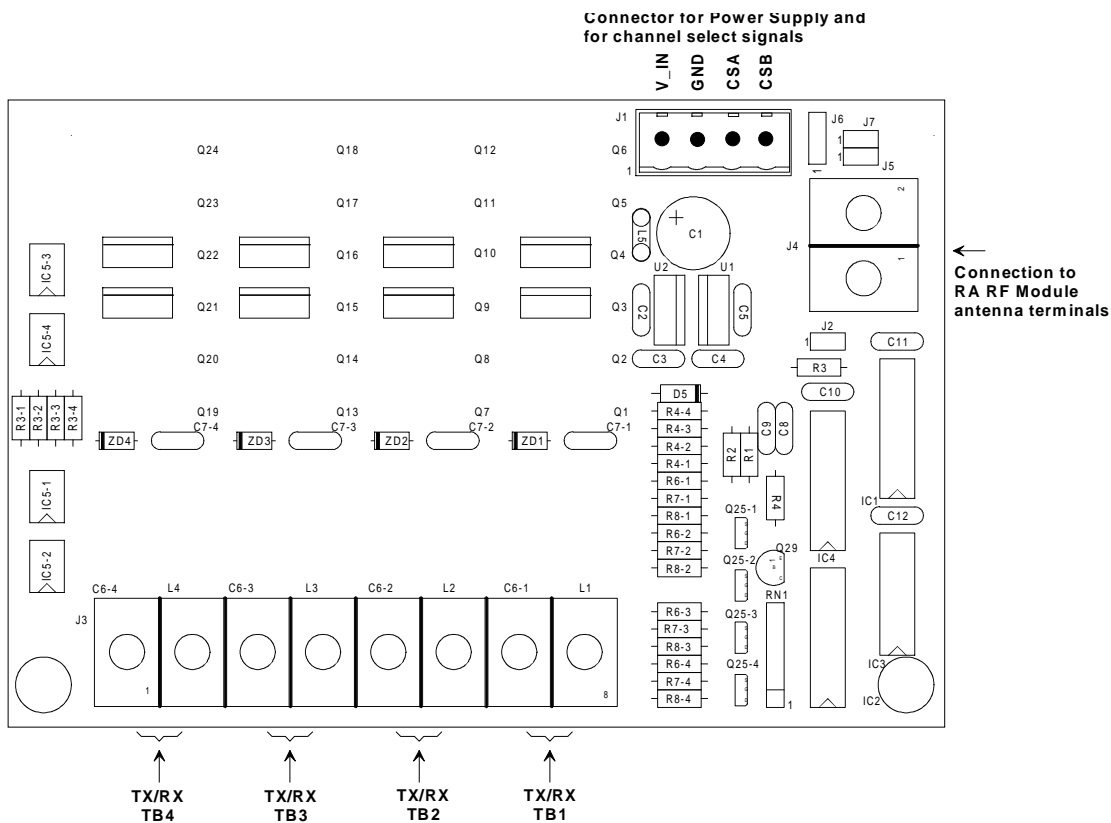 Connector for Power Supply and
for channel select signals
V_IN
GND
CSA
CSB
J1
J6
J7
Q24
Q18
Q12
Q6
1
1
1
1
J5
Q23
Q17
Q11
Q5
L5
+
C1
2
J4
Q22
Q16
Q10
Q4
U2
U1
1
Connection to
RA RF Module
antenna terminals
IC5-3
Q21
Q15
Q9
Q3
C2
C5
IC5-4
J2
1
C11
Q20
Q14
Q8
Q2
C3
C4
R3
C10
D5
R3-1
R3-2
R3-3
R3-4
Q19
Q13
Q7
Q1
R4-4
C7-4
C7-3
C7-2
C7-1
R4-3
C9
C8
ZD4
ZD3
ZD2
ZD1
R4-2
R2
R1
R4-1
R6-1
IC5-1
R7-1
R4
IC1
R8-1
Q25-1
C12
R6-2
R7-2
Q29
1
IC4
IC5-2
R8-2
Q25-2
C6-4
L4
C6-3
L3
C6-2
L2
C6-1
L1
RN1
J3
R6-3
Q25-3
R7-3
R8-3
R6-4
Q25-4
IC3
R7-4
1
8
R8-4
1
IC2
TX/RX
TB4
TX/RX
TB3
TX/RX
TB2
TX/RX
TB1